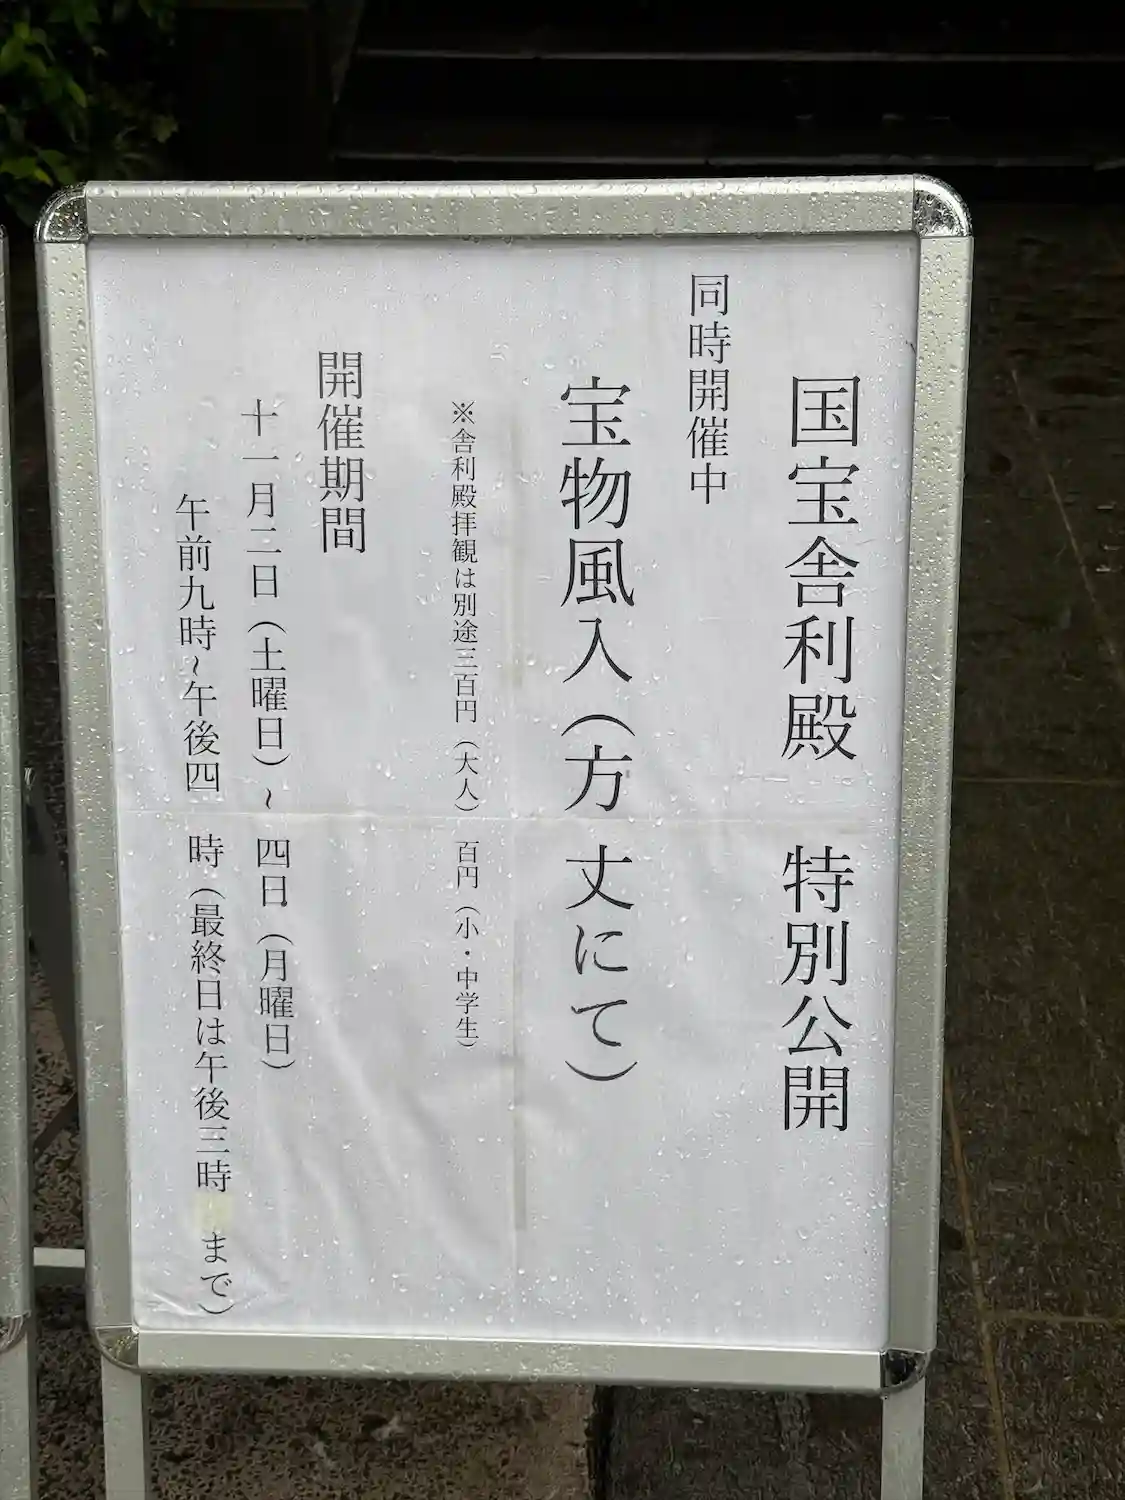 国宝舎利殿　特別公開
同時開催中
宝物風入(方丈にて)
※舎利殿拝観は別途三百円(大人)　百円(小・中学生)
開催期間
十一月二日(土曜日)～四日(月曜日)
午前九時～午後四時(最終日は午後三時まで)